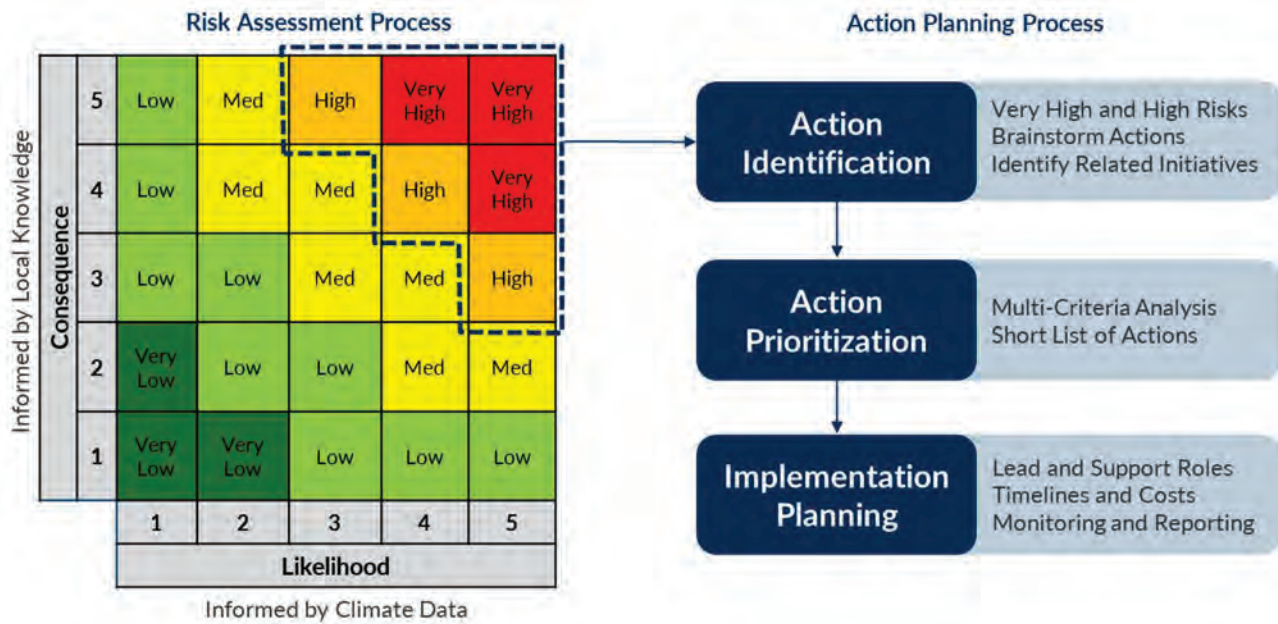 Risk Assessment Process
Informed by Local Knowledge
Consequence
5
Low
Med
High
Very
High
Very
High
4
Low
Med
Med
High
Very
High
3
Low
Low
Med
Med
High
2
Very
Low
Low
Low
Med
Med
1
Very
Low
Very
Low
Low
Low
Low
1
2
3
4
5
Likelihood
Informed by Climate Data
Action Planning Process
Action
Identification
Very High and High Risks
Brainstorm Actions
Identify Related Initiatives
Action
Prioritization
Multi-Criteria Analysis
Short List of Actions
Implementation
Planning
Lead and Support Roles
Timelines and Costs
Monitoring and Reporting